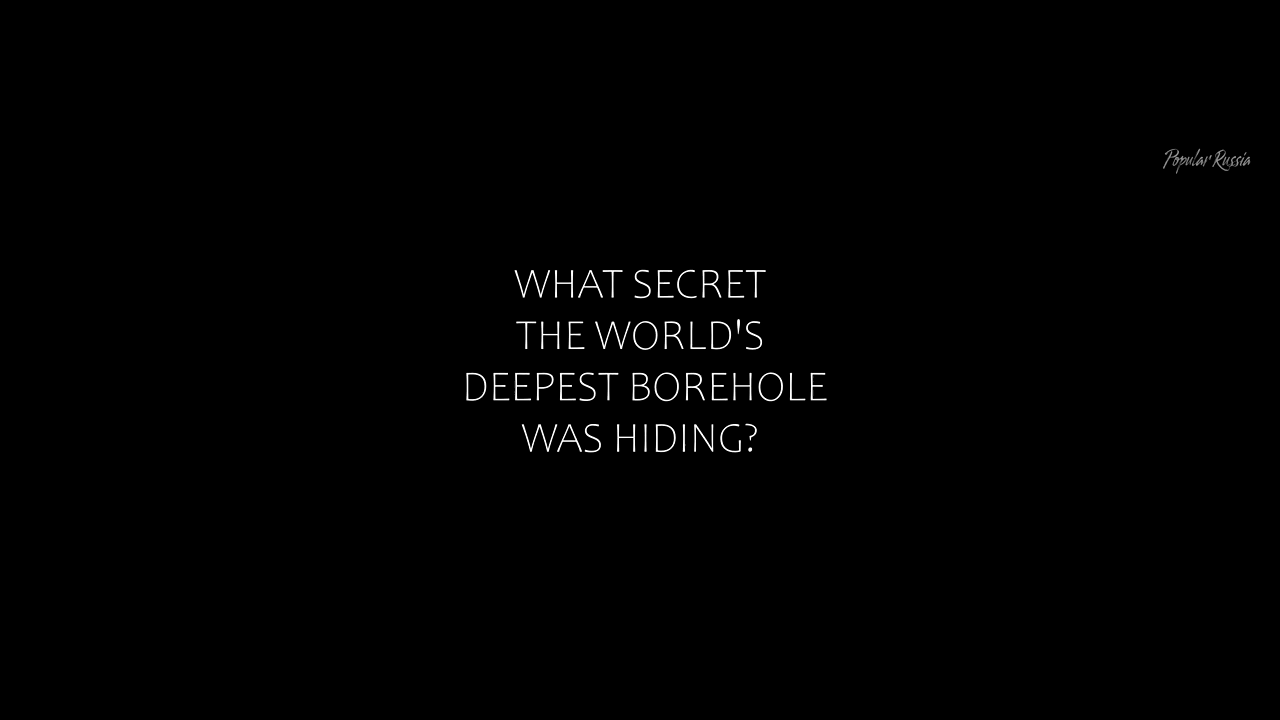 Popular Russia
WHAT SECRET
THE WORLD'S
DEEPEST BOREHOLE
WAS HIDING?